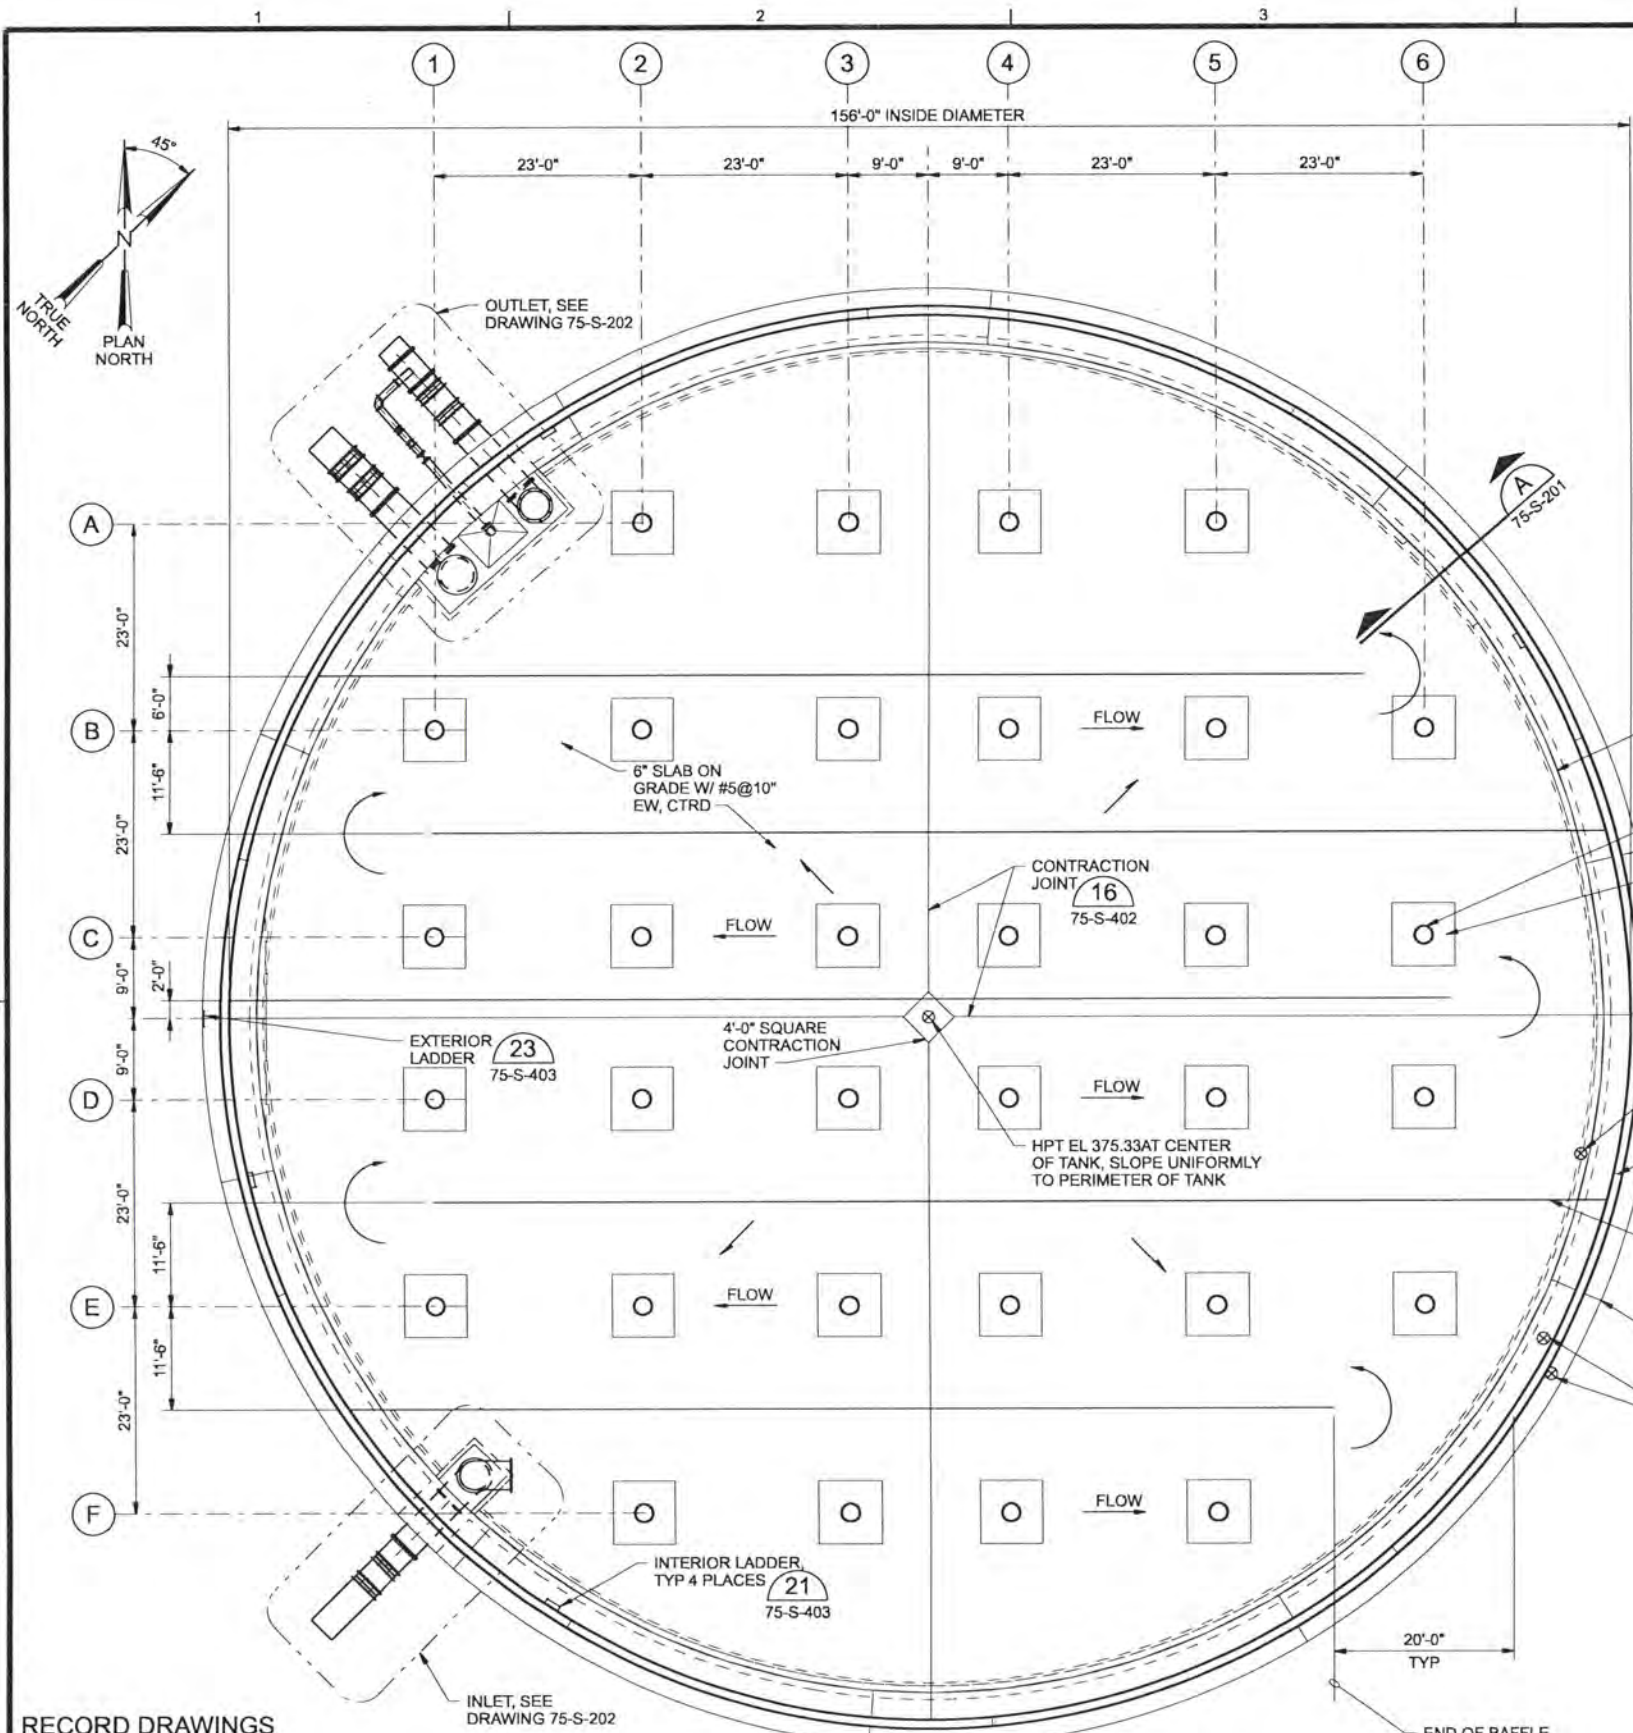 1 2 3
1 2 3 4 5 6
156'-0" INSIDE DIAMETER
23'-0" 23'-0" 9'-0" 9'-0" 23'-0" 23'-0"
45°
N
TRUE
NORTH
PLAN
NORTH
OUTLET, SEE
DRAWING 75-S-202
A
75-S-201
A
23'-0"
6'-0"
B
FLOW
11'-6"
23'-0"
6" SLAB ON
GRADE W/ #5@10"
EW, CTRD
CONTRACTION
JOINT
16
75-S-402
C
FLOW
9'-0"
2'-0"
EXTERIOR
LADDER
23
75-S-403
4'-0" SQUARE
CONTRACTION
JOINT
9'-0"
D
FLOW
HPT EL 375.33AT CENTER
OF TANK, SLOPE UNIFORMLY
TO PERIMETER OF TANK
23'-0"
11'-6"
E
FLOW
11'-6"
23'-0"
F
FLOW
INTERIOR LADDER,
TYP 4 PLACES
21
75-S-403
20'-0"
TYP
INLET, SEE
DRAWING 75-S-202
RECORD DRAWINGS
END OF BAFFLE